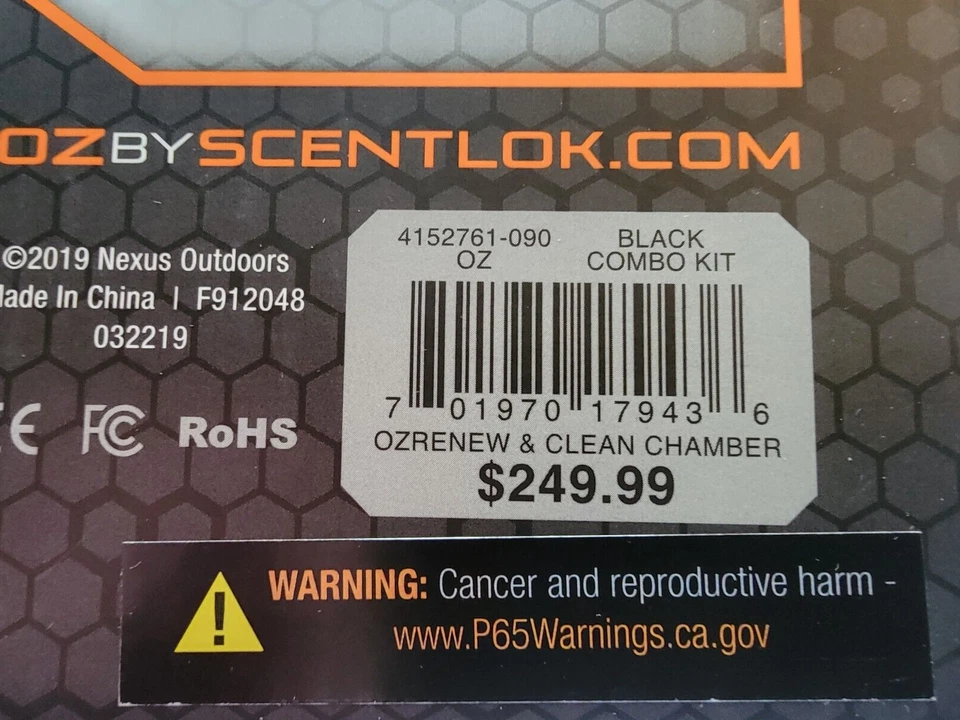 OZBYSCENTLOK.COM
©2019 Nexus Outdoors
Made In China | F912048
032219
CE FC RoHS
4152761-090 BLACK
OZ COMBO KIT
7 01970 17943 6
OZRENEW & CLEAN CHAMBER
$249.99
WARNING: Cancer and reproductive harm -
www.P65Warnings.ca.gov